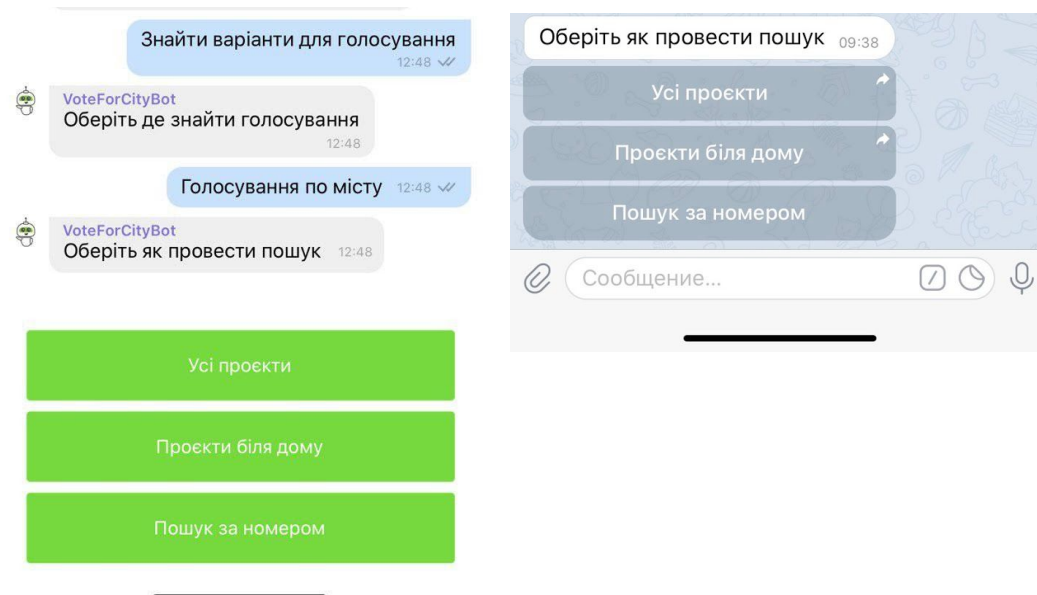 Знайти варіанти для голосування
12:48
VoteForCityBot
Оберіть де знайти голосування
12:48
Голосування по місту 12:48
VoteForCityBot
Оберіть як провести пошук 12:48
Усі проєкти
Проєкти біля дому
Пошук за номером
Оберіть як провести пошук 09:38
Усі проєкти
Проєкти біля дому
Пошук за номером
Сообщение...